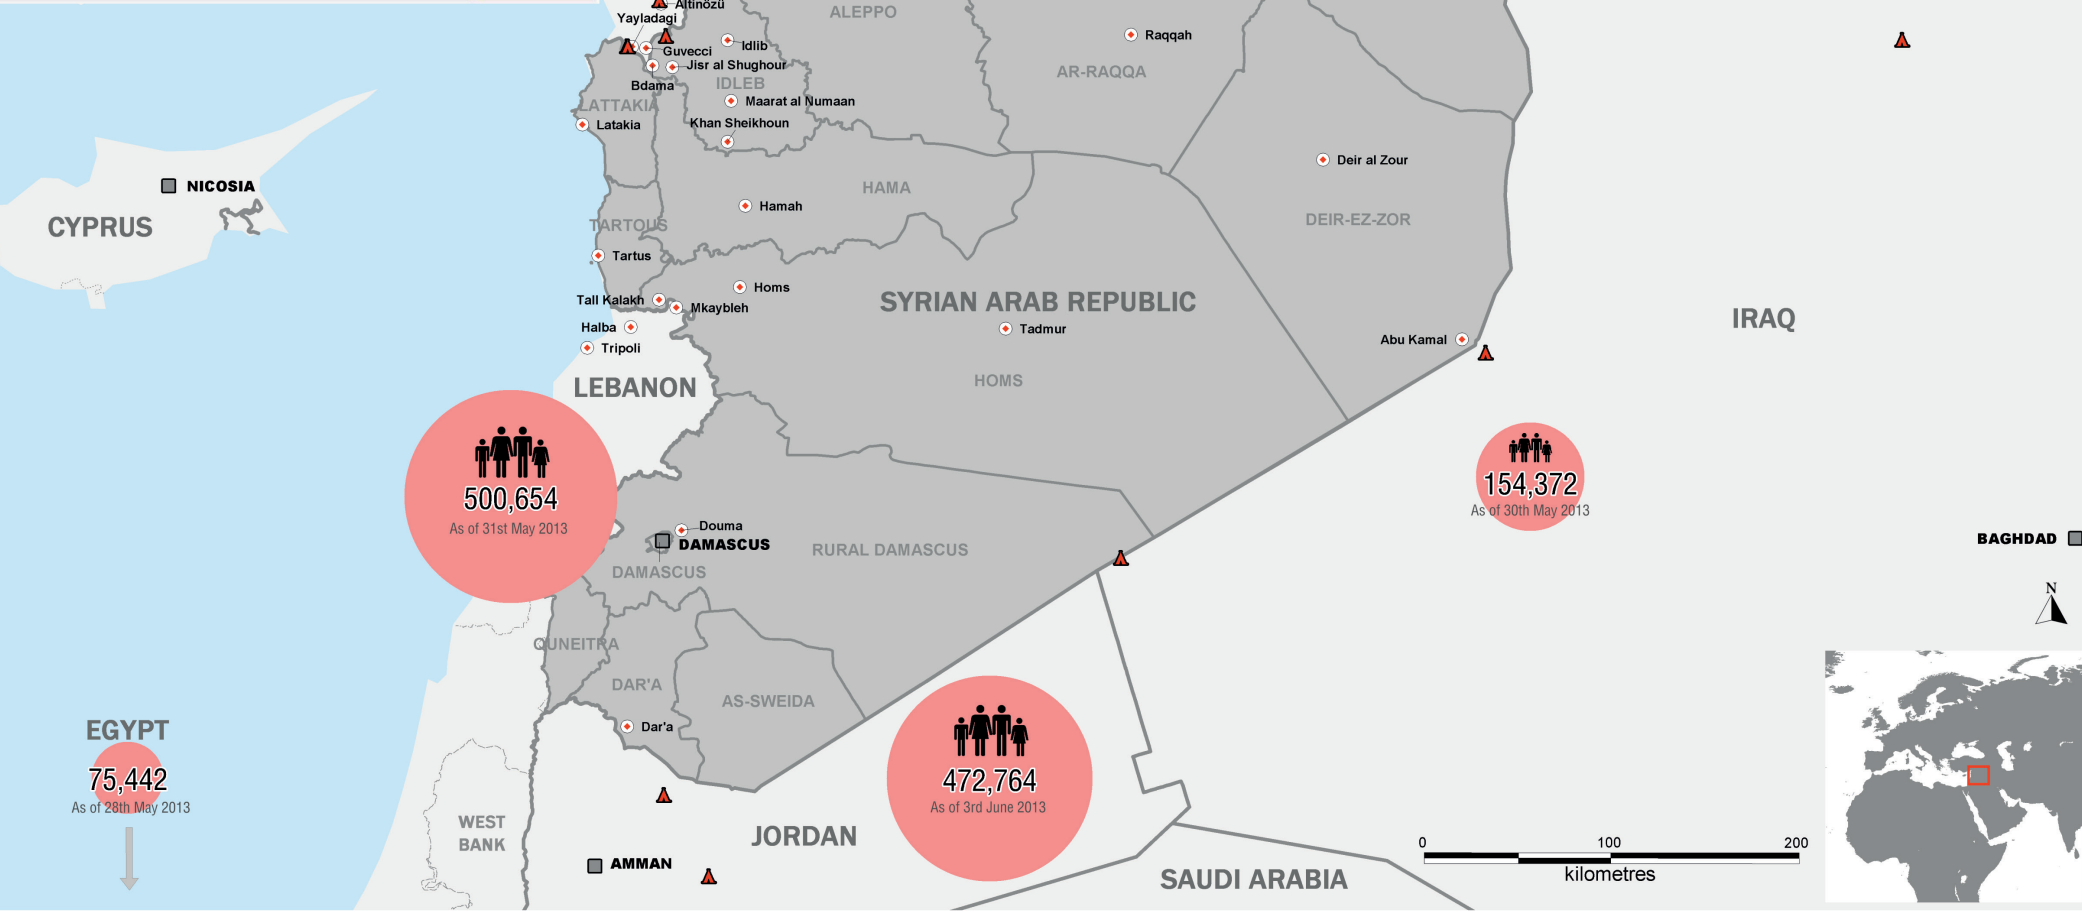 Altinözü
Yayladagi
ALEPPO
Guvecci
Idlib
Raqqah
Jisr al Shughour
AR-RAQQA
Bdama
IDLEB
LATTAKIA
Maarat al Numaan
Latakia
Khan Sheikhoun
Deir al Zour
NICOSIA
HAMA
CYPRUS
Hamah
DEIR-EZ-ZOR
TARTOUS
Tartus
Homs
Tall Kalakh
Mkaybleh
SYRIAN ARAB REPUBLIC
IRAQ
Halba
Tadmur
Tripoli
Abu Kamal
LEBANON
HOMS
500,654
As of 31st May 2013
154,372
As of 30th May 2013
Douma
DAMASCUS
RURAL DAMASCUS
BAGHDAD
DAMASCUS
N
QUNEITRA
DAR'A
AS-SWEIDA
Dar'a
EGYPT
75,442
As of 28th May 2013
472,764
As of 3rd June 2013
WEST
BANK
JORDAN
AMMAN
SAUDI ARABIA
0 100 200
kilometres